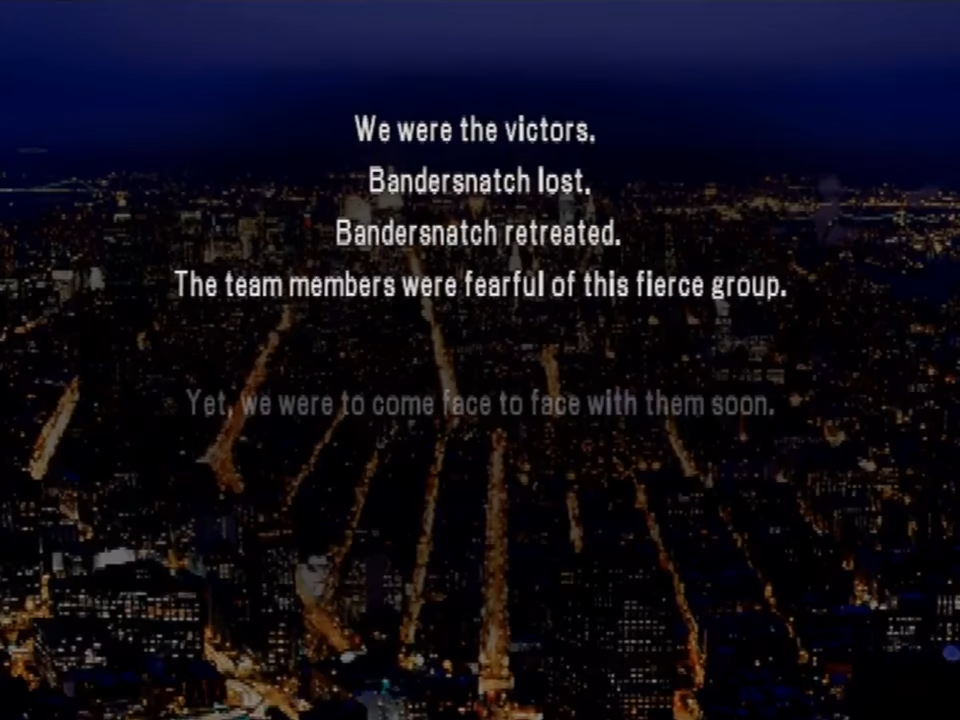 We were the victors.
Bandersnatch lost.
Bandersnatch retreated.
The team members were fearful of this fierce group.
Yet, we were to come face to face with them soon.